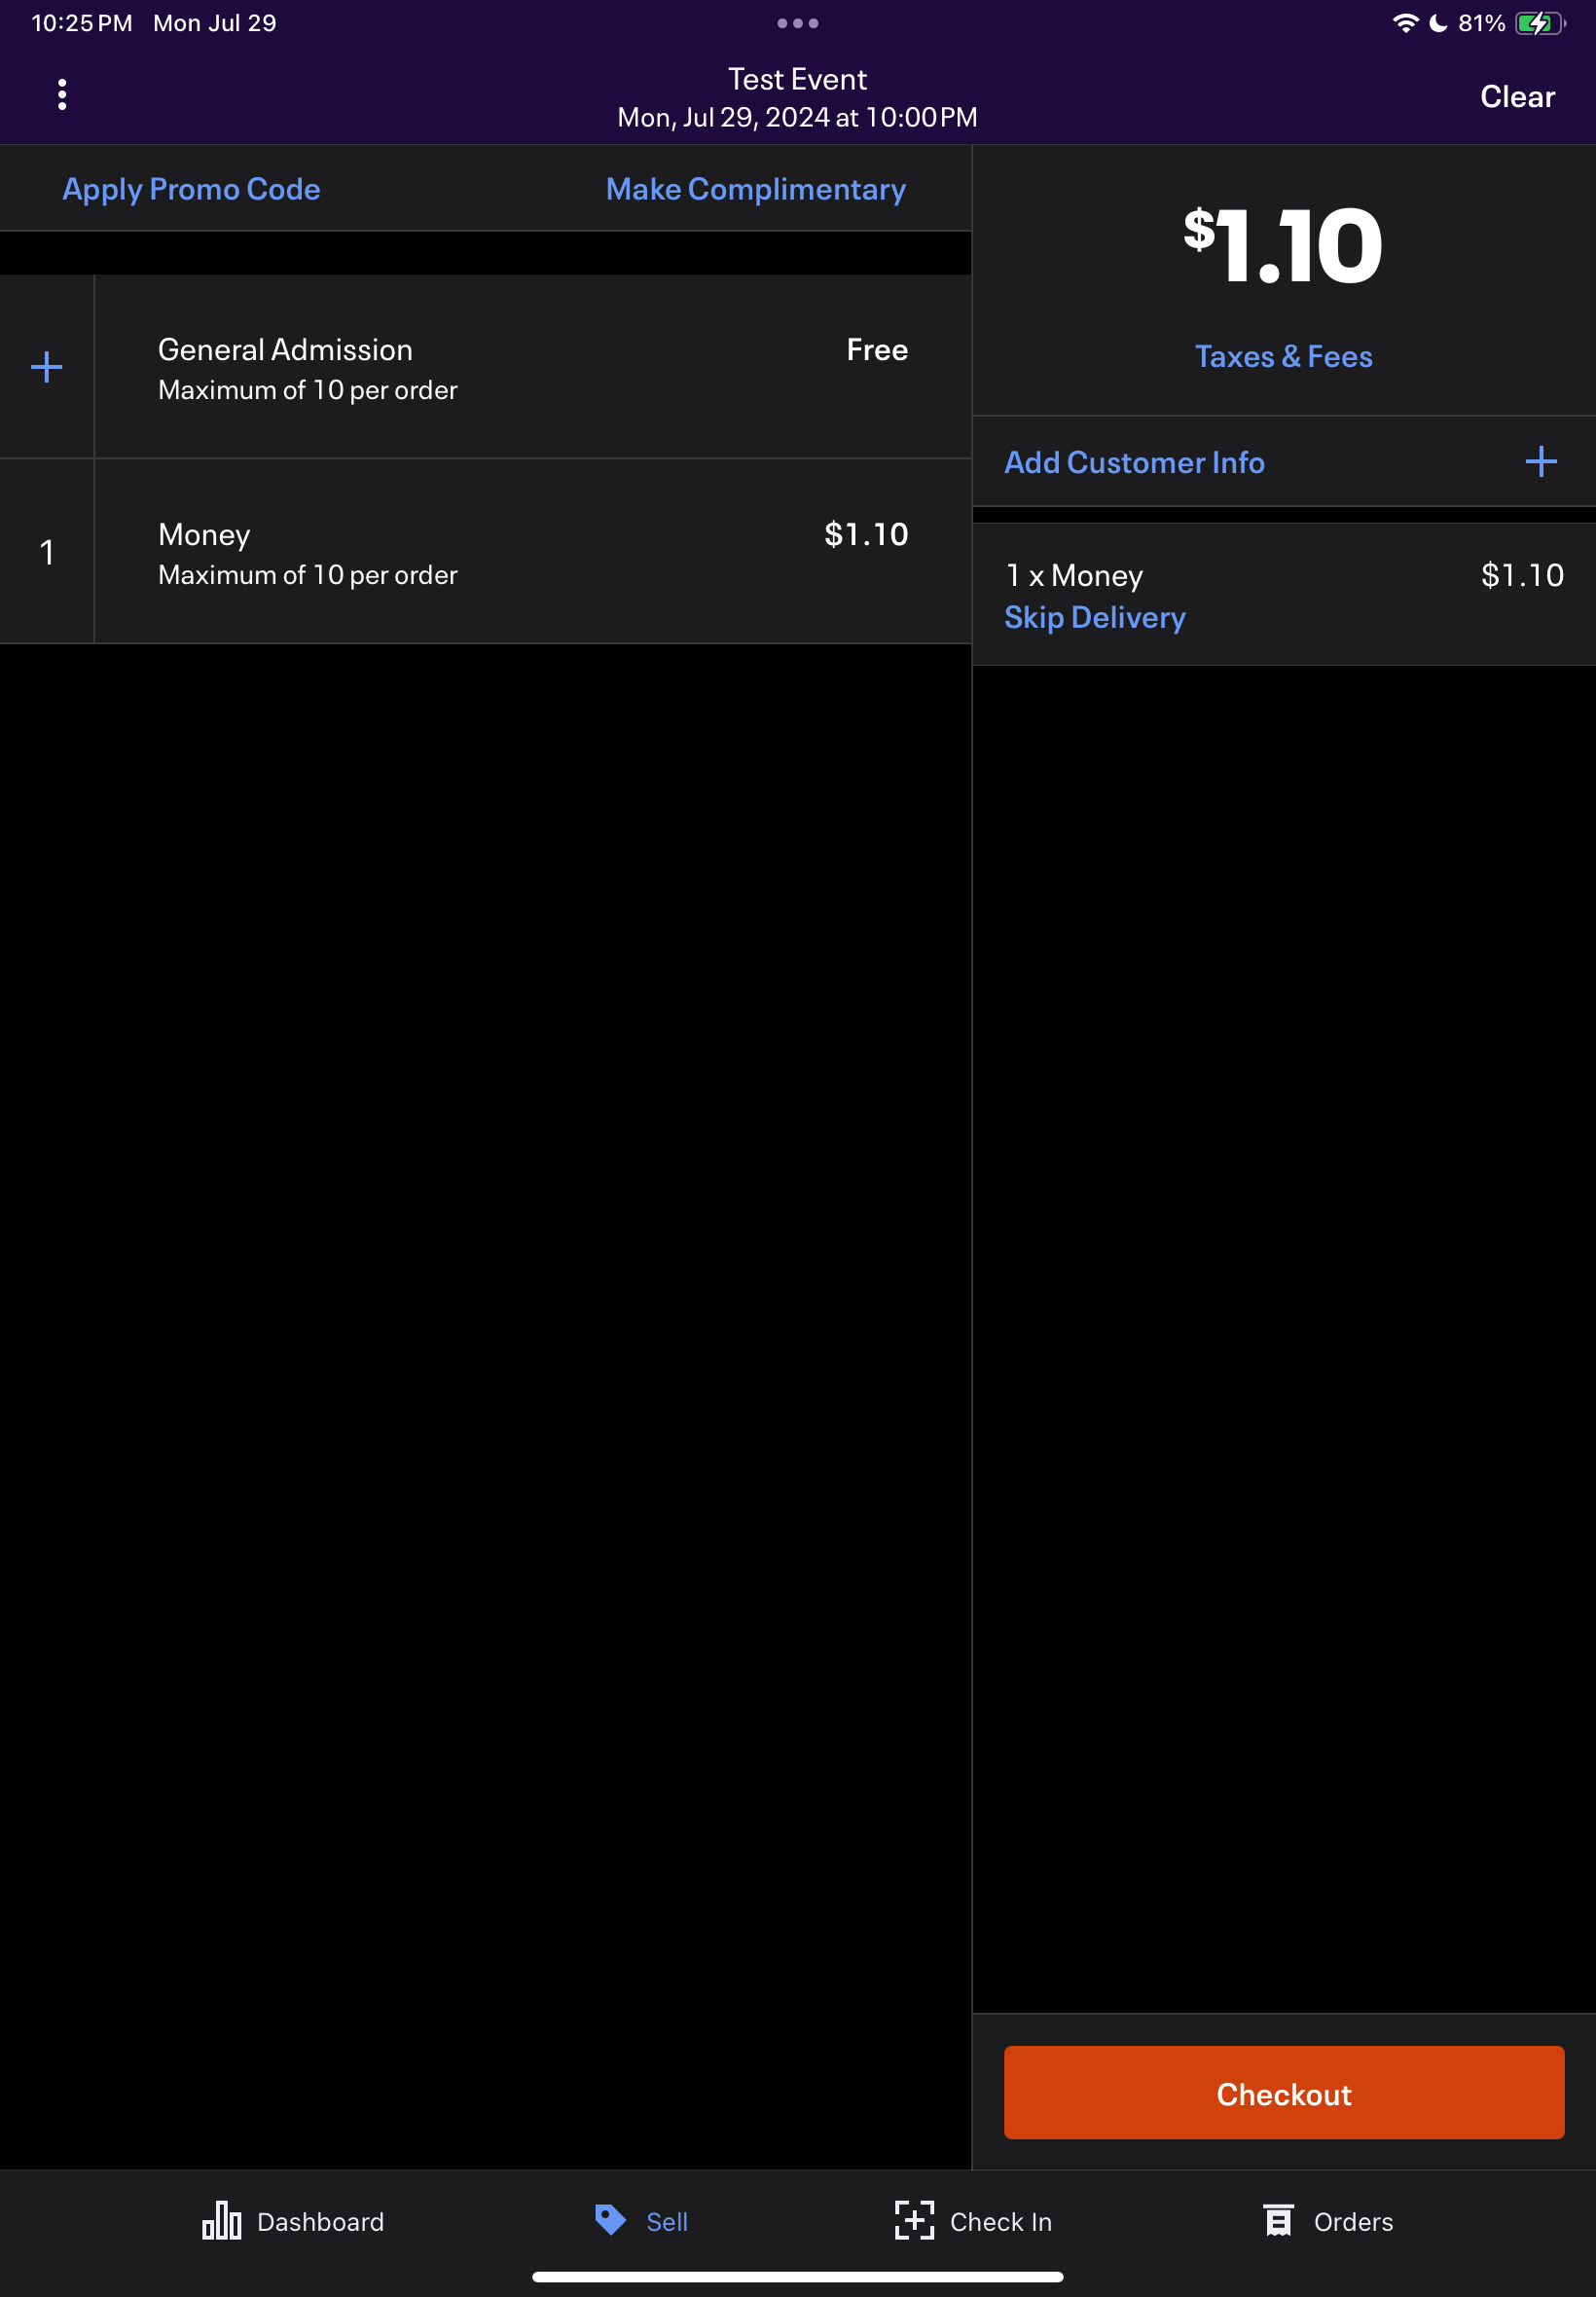 10:25 PM Mon Jul 29
81%
Test Event
Mon, Jul 29, 2024 at 10:00 PM
Clear
Apply Promo Code
Make Complimentary
General Admission
Free
Maximum of 10 per order
1
Money
$1.10
Maximum of 10 per order
$1.10
Taxes & Fees
Add Customer Info
1 x Money
$1.10
Skip Delivery
Checkout
Dashboard
Sell
Check In
Orders